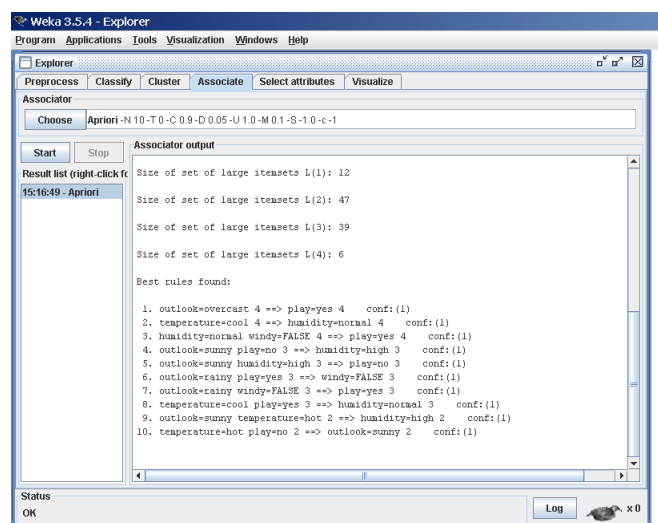 Weka 3.5.4 - Explorer
Program Applications Tools Visualization Windows Help
Explorer
Preprocess Classify Cluster Associate Select attributes Visualize
Associator
Choose Apriori -N 10 -T 0 -C 0.9 -D 0.05 -U 1.0 -M 0.1 -S -1.0 -c -1
Start Stop
Result list (right-click fo
15:16:49 - Apriori
Associator output
Size of set of large itemsets L(1): 12
Size of set of large itemsets L(2): 47
Size of set of large itemsets L(3): 39
Size of set of large itemsets L(4): 6
Best rules found:
1. outlook=overcast 4 ==> play=yes 4 conf:(1)
2. temperature=cool 4 ==> humidity=normal 4 conf:(1)
3. humidity=normal windy=FALSE 4 ==> play=yes 4 conf:(1)
4. outlook=sunny play=no 3 ==> humidity=high 3 conf:(1)
5. outlook=sunny humidity=high 3 ==> play=no 3 conf:(1)
6. outlook=rainy play=yes 3 ==> windy=FALSE 3 conf:(1)
7. outlook=rainy windy=FALSE 3 ==> play=yes 3 conf:(1)
8. temperature=cool play=yes 3 ==> humidity=normal 3 conf:(1)
9. outlook=sunny temperature=hot 2 ==> humidity=high 2 conf:(1)
10. temperature=hot play=no 2 ==> outlook=sunny 2 conf:(1)
Status
OK
Log
x 0